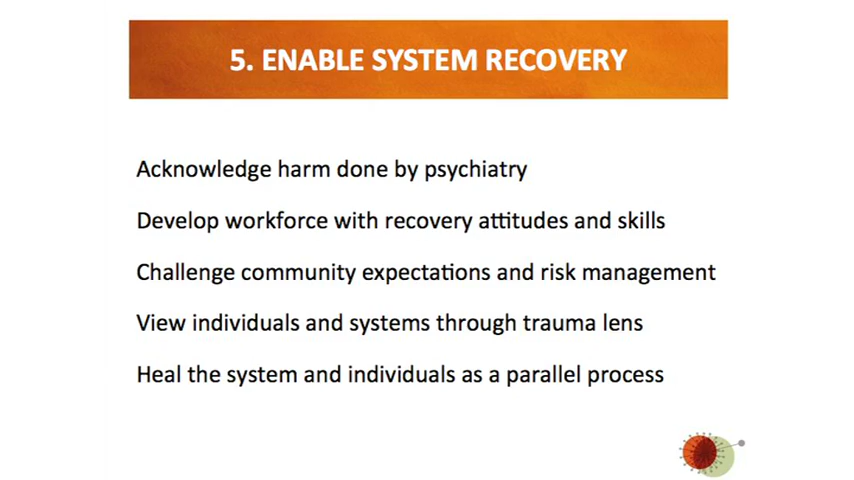 5. ENABLE SYSTEM RECOVERY
Acknowledge harm done by psychiatry
Develop workforce with recovery attitudes and skills
Challenge community expectations and risk management
View individuals and systems through trauma lens
Heal the system and individuals as a parallel process